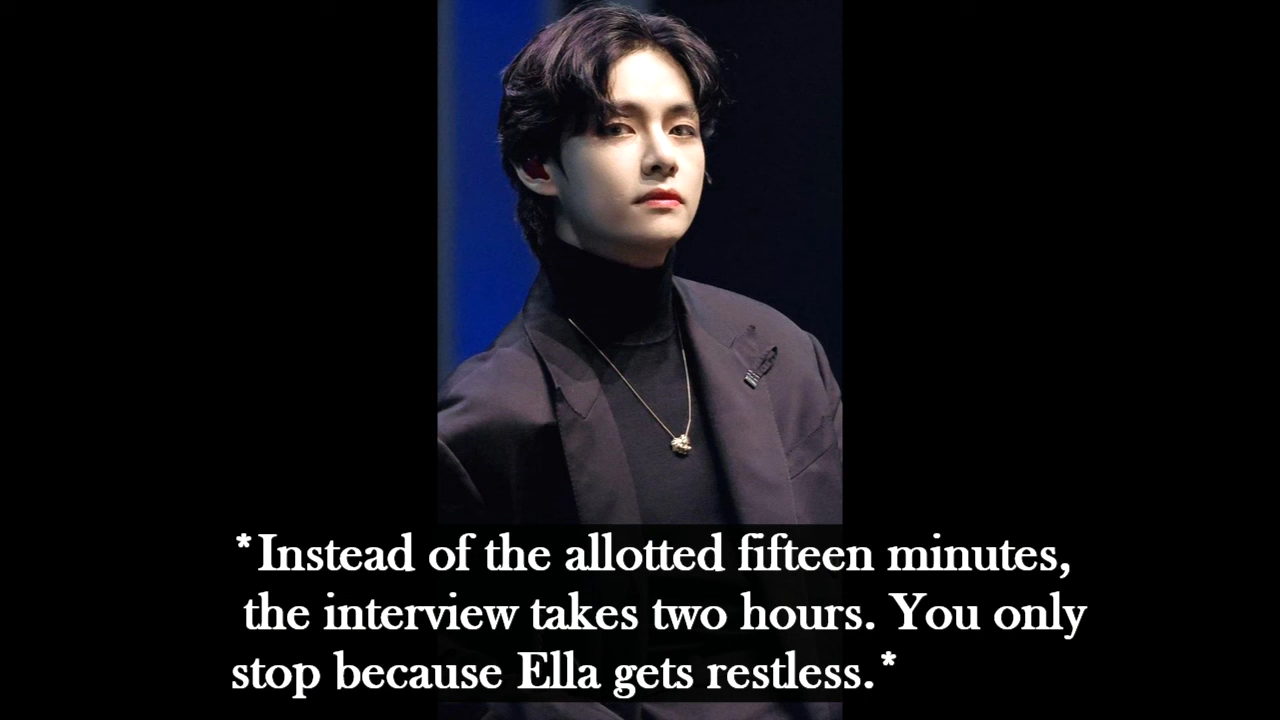 *Instead of the allotted fifteen minutes,
the interview takes two hours. You only
stop because Ella gets restless.*